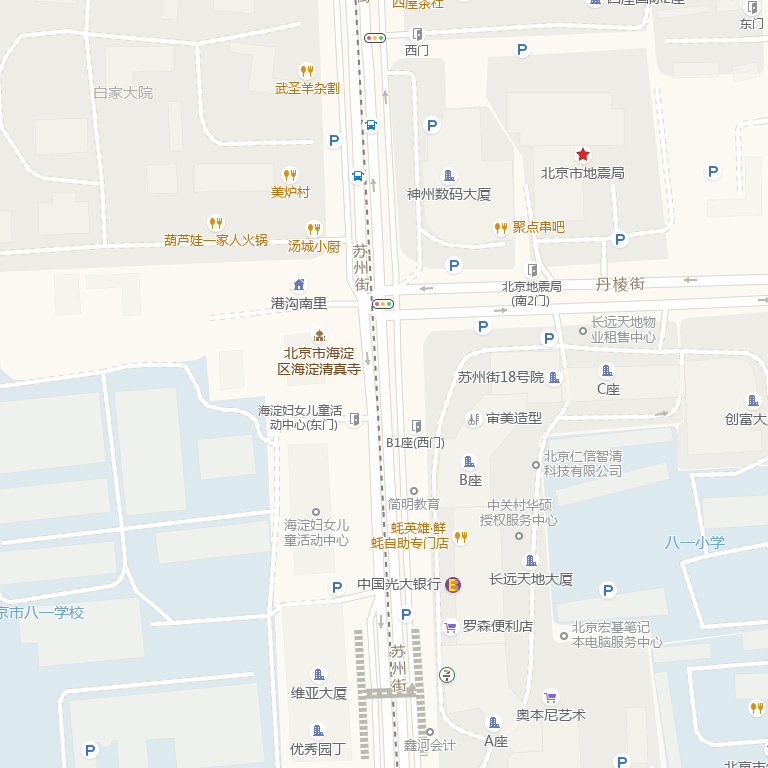 四屋茶社
西门
东门
武圣羊杂割
白家大院
北京市地震局
神州数码大厦
美炉村
聚点串吧
葫芦娃一家人火锅
汤城小厨
苏州街
北京地震局
(南2门)
丹棱街
港沟南里
长远天地物
业租售中心
北京市海淀
区海淀清真寺
苏州街18号院
C座
创富大
海淀妇女儿童活
动中心(东门)
审美造型
B1座(西门)
北京仁信智清
科技有限公司
B座
简明教育
中关村华硕
授权服务中心
海淀妇女儿
童活动中心
蚝英雄·鲜
蚝自助专门店
八一小学
长远天地大厦
中国光大银行
京市八一学校
罗森便利店
北京宏基笔记
本电脑服务中心
苏州街
维亚大厦
奥本尼艺术
优秀园丁
鑫河会计
A座